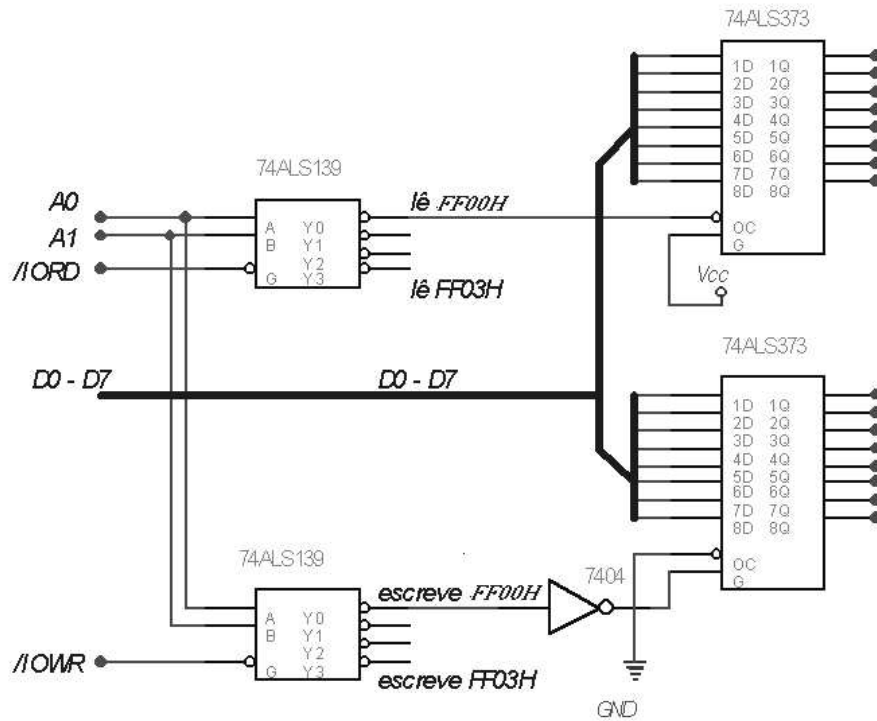 74ALS373
1D 1Q
2D 2Q
3D 3Q
4D 4Q
5D 5Q
6D 6Q
7D 7Q
8D 8Q
OC
G
Vcc
74ALS139
A0
A1
/IORD
A Y0
B Y1
Y2
G Y3
lê FF00H
lê FF03H
D0 - D7
D0 - D7
74ALS373
1D 1Q
2D 2Q
3D 3Q
4D 4Q
5D 5Q
6D 6Q
7D 7Q
8D 8Q
OC
G
74ALS139
/IOWR
A Y0
B Y1
Y2
G Y3
escreve FF00H
escreve FF03H
7404
GND